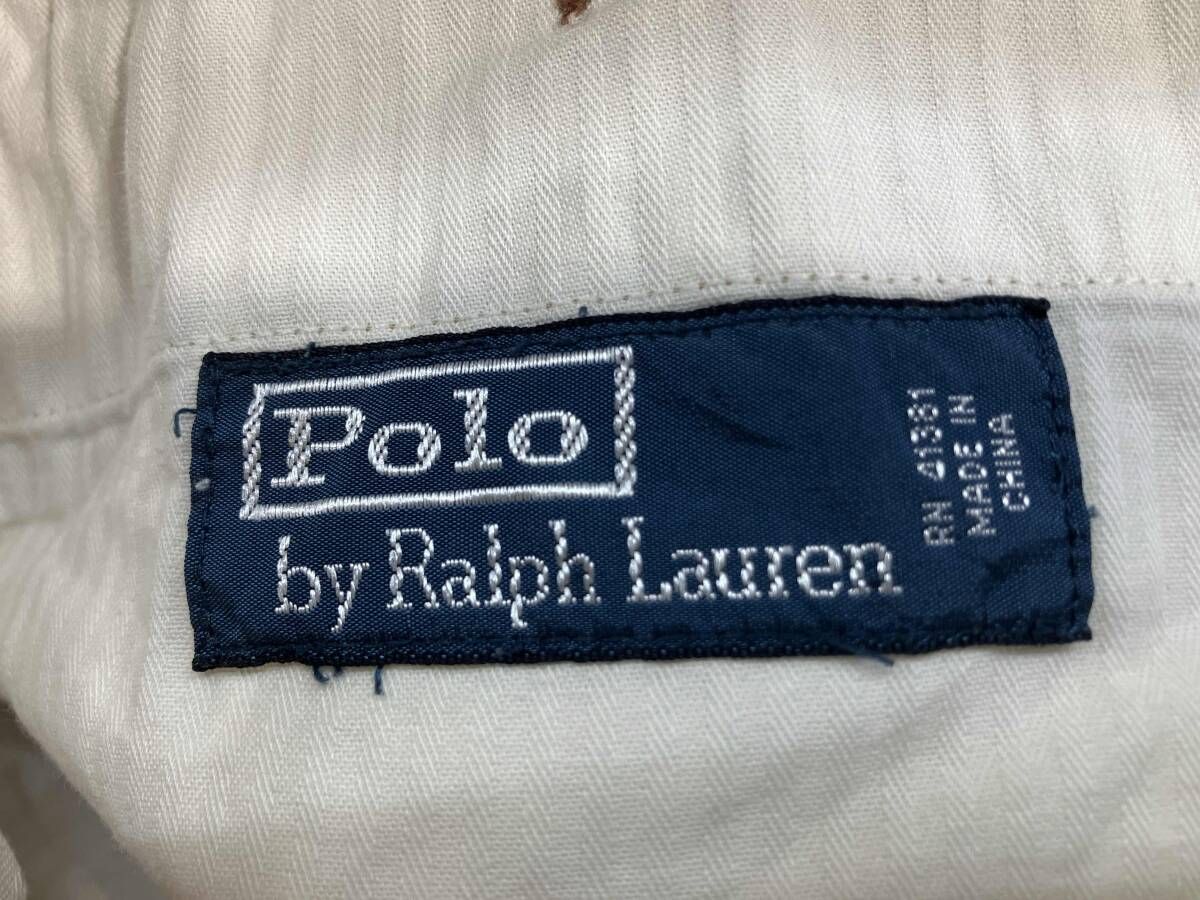 Polo
by Ralph Lauren
RN 41381
MADE IN
CHINA